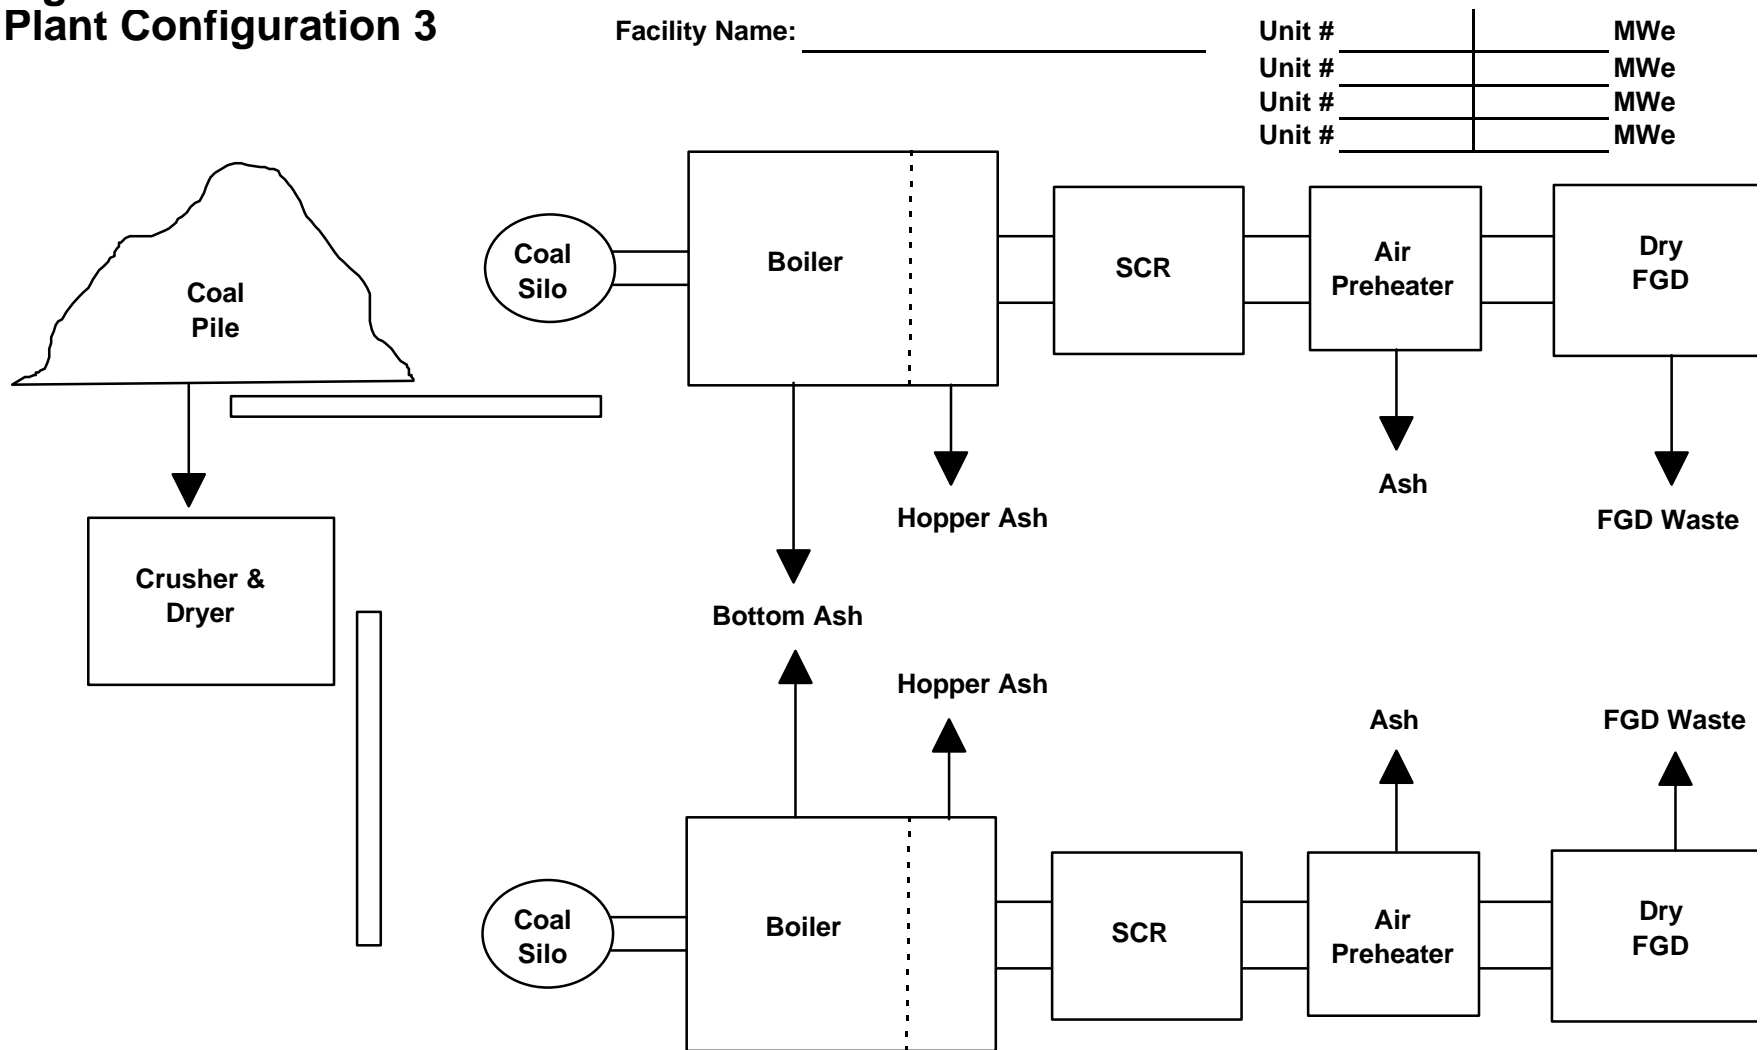 Plant Configuration 3
Facility Name:
Unit # MWe
Unit # MWe
Unit # MWe
Unit # MWe
Coal
Pile
Coal
Silo
Boiler
SCR
Air
Preheater
Dry
FGD
Hopper Ash
Ash
FGD Waste
Crusher &
Dryer
Bottom Ash
Hopper Ash
Ash
FGD Waste
Coal
Silo
Boiler
SCR
Air
Preheater
Dry
FGD